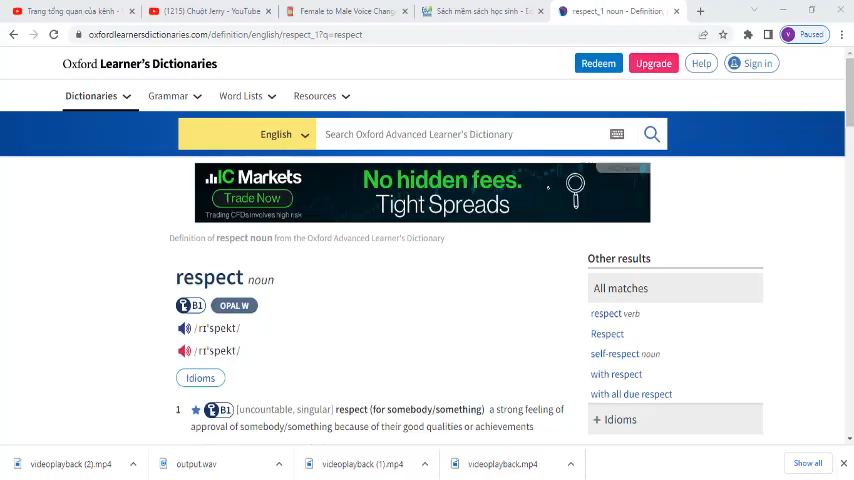 Trang tổng quan của kênh -
(1215) Chuột Jerry - YouTube
Female to Male Voice Chang
Sách mềm sách học sinh - E
respect_1 noun - Definition,
oxfordlearnersdictionaries.com/definition/english/respect_1?q=respect
Paused
Oxford Learner's Dictionaries
Redeem
Upgrade
Help
Sign in
Dictionaries
Grammar
Word Lists
Resources
English
Search Oxford Advanced Learner's Dictionary
IC Markets
Trade Now
Trading CFDs involves high risk
No hidden fees.
Tight Spreads
Definition of respect noun from the Oxford Advanced Learner's Dictionary
respect noun
B1 OPAL W
/rɪˈspekt/
/rɪˈspekt/
Idioms
1 B1 [uncountable, singular] respect (for somebody/something) a strong feeling of
approval of somebody/something because of their good qualities or achievements
Other results
All matches
respect verb
Respect
self-respect noun
with respect
with all due respect
+ Idioms
videoplayback (2).mp4
output.wav
videoplayback (1).mp4
videoplayback.mp4
Show all